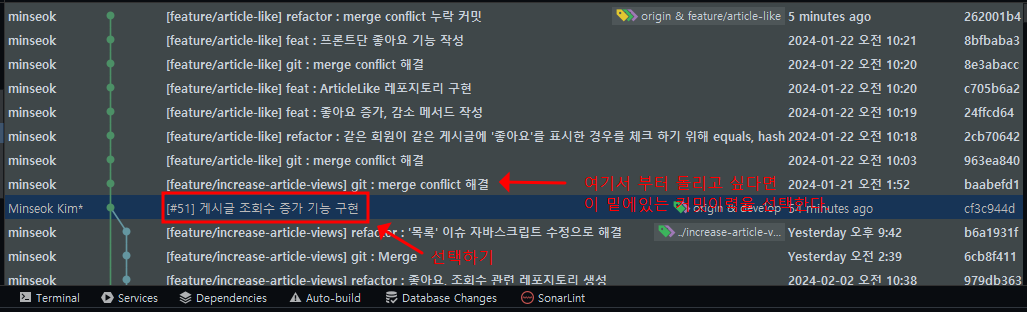 minseok [feature/article-like] refactor : merge conflict 누락 커밋 origin & feature/article-like 5 minutes ago 262001b4
minseok [feature/article-like] feat : 프론트단 좋아요 기능 작성 2024-01-22 오전 10:21 8bfbaba3
minseok [feature/article-like] git : merge conflict 해결 2024-01-22 오전 10:20 8e3abacc
minseok [feature/article-like] feat : ArticleLike 레포지토리 구현 2024-01-22 오전 10:20 c705b6a2
minseok [feature/article-like] feat : 좋아요 증가, 감소 메서드 작성 2024-01-22 오전 10:19 24ffcd64
minseok [feature/article-like] refactor : 같은 회원이 같은 게시글에 '좋아요'를 표시한 경우를 체크 하기 위해 equals, hash 2024-01-22 오전 10:18 2cb70642
minseok [feature/article-like] git : merge conflict 해결 2024-01-22 오전 10:03 963ea840
minseok [feature/increase-article-views] git : merge conflict 해결 2024-01-21 오전 1:52 baabefd1
여기서 부터 돌리고 싶다면
이 밑에있는 커밋이력을 선택한다
Minseok Kim* [#51] 게시글 조회수 증가 기능 구현 origin & develop 54 minutes ago cf3c944d
minseok [feature/increase-article-views] refactor : '목록' 이슈 자바스크립트 수정으로 해결 ./increase-article-v... Yesterday 오후 9:42 b6a1931f
선택하기
minseok [feature/increase-article-views] git : Merge Yesterday 오전 2:39 6cb8f411
minseok [feature/increase-article-views] refactor : 좋아요, 조회수 관련 레포지토리 생성 2024-02-02 오전 10:38 979db363
Terminal Services Dependencies Auto-build Database Changes SonarLint